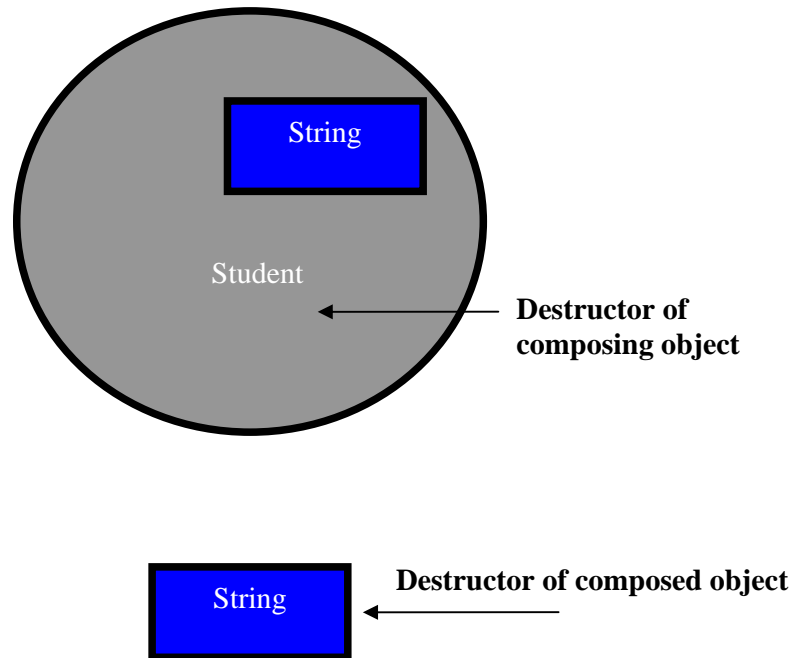 String
Student
Destructor of
composing object
Destructor of composed object
String